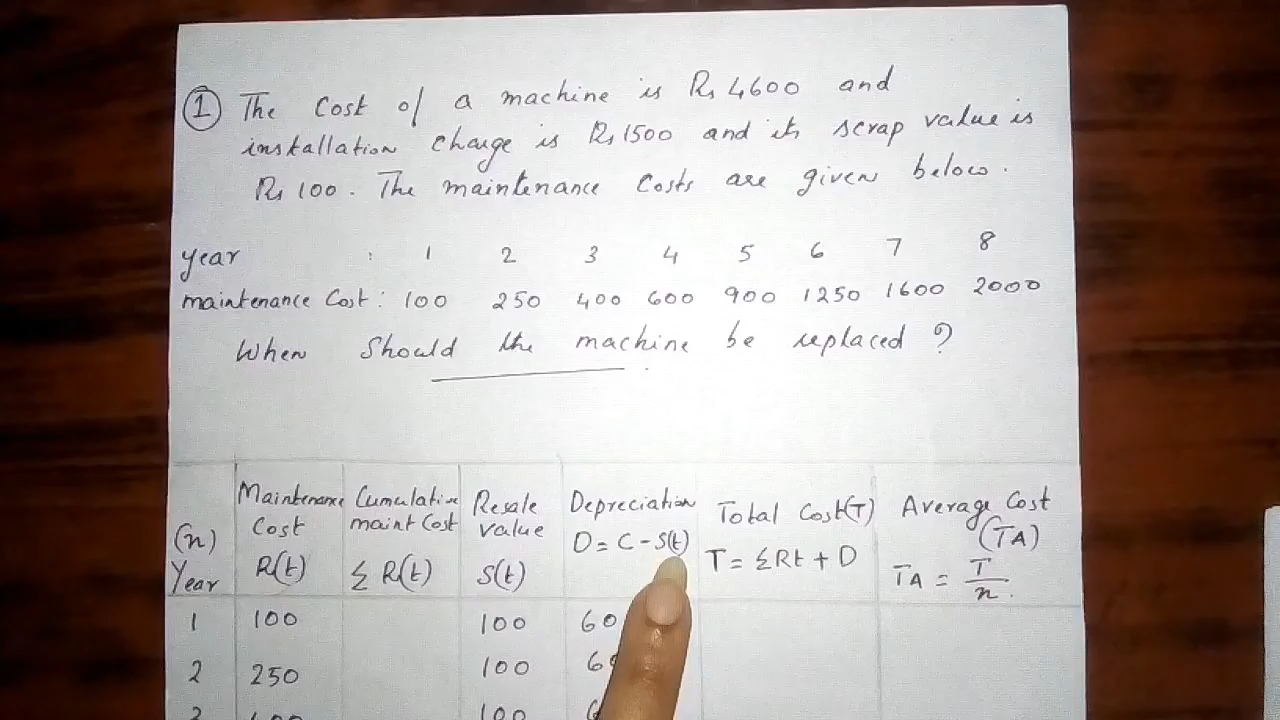 1 The Cost of a machine is Rs 4600 and
installation charge is Rs 1500 and its scrap value is
Rs 100. The maintenance Costs are given below.
year : 1 2 3 4 5 6 7 8
maintenance Cost : 100 250 400 600 900 1250 1600 2000
When Should the machine be replaced ?
(n) Year
Maintenance Cost R(t)
Cumulative maint Cost Σ R(t)
Resale value S(t)
Depreciation D = C - S(t)
Total Cost(T) T = ΣRt + D
Average Cost (TA) TA = T/n.
1 100 100 60
2 250 100